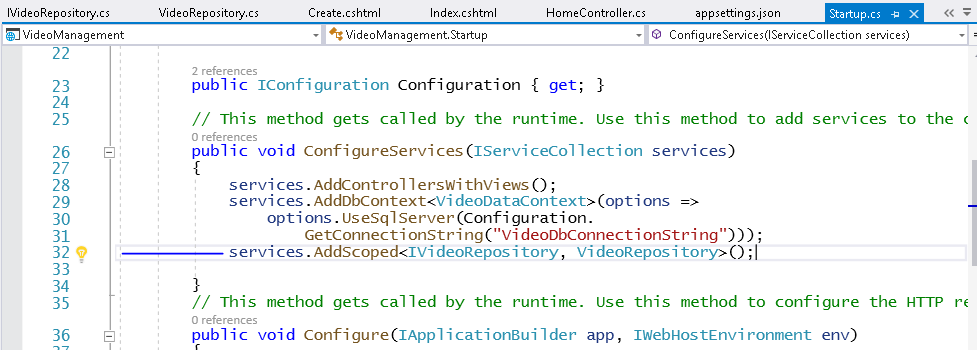 IVideoRepository.cs VideoRepository.cs Create.cshtml Index.cshtml HomeController.cs appsettings.json Startup.cs
VideoManagement VideoManagement.Startup ConfigureServices(IServiceCollection services)
22
2 references
23 public IConfiguration Configuration { get; }
24
25 // This method gets called by the runtime. Use this method to add services to the c
0 references
26 public void ConfigureServices(IServiceCollection services)
27 {
28 services.AddControllersWithViews();
29 services.AddDbContext<VideoDataContext>(options =>
30 options.UseSqlServer(Configuration.
31 GetConnectionString("VideoDbConnectionString")));
32 services.AddScoped<IVideoRepository, VideoRepository>();
33
34 }
35 // This method gets called by the runtime. Use this method to configure the HTTP re
0 references
36 public void Configure(IApplicationBuilder app, IWebHostEnvironment env)
37 {